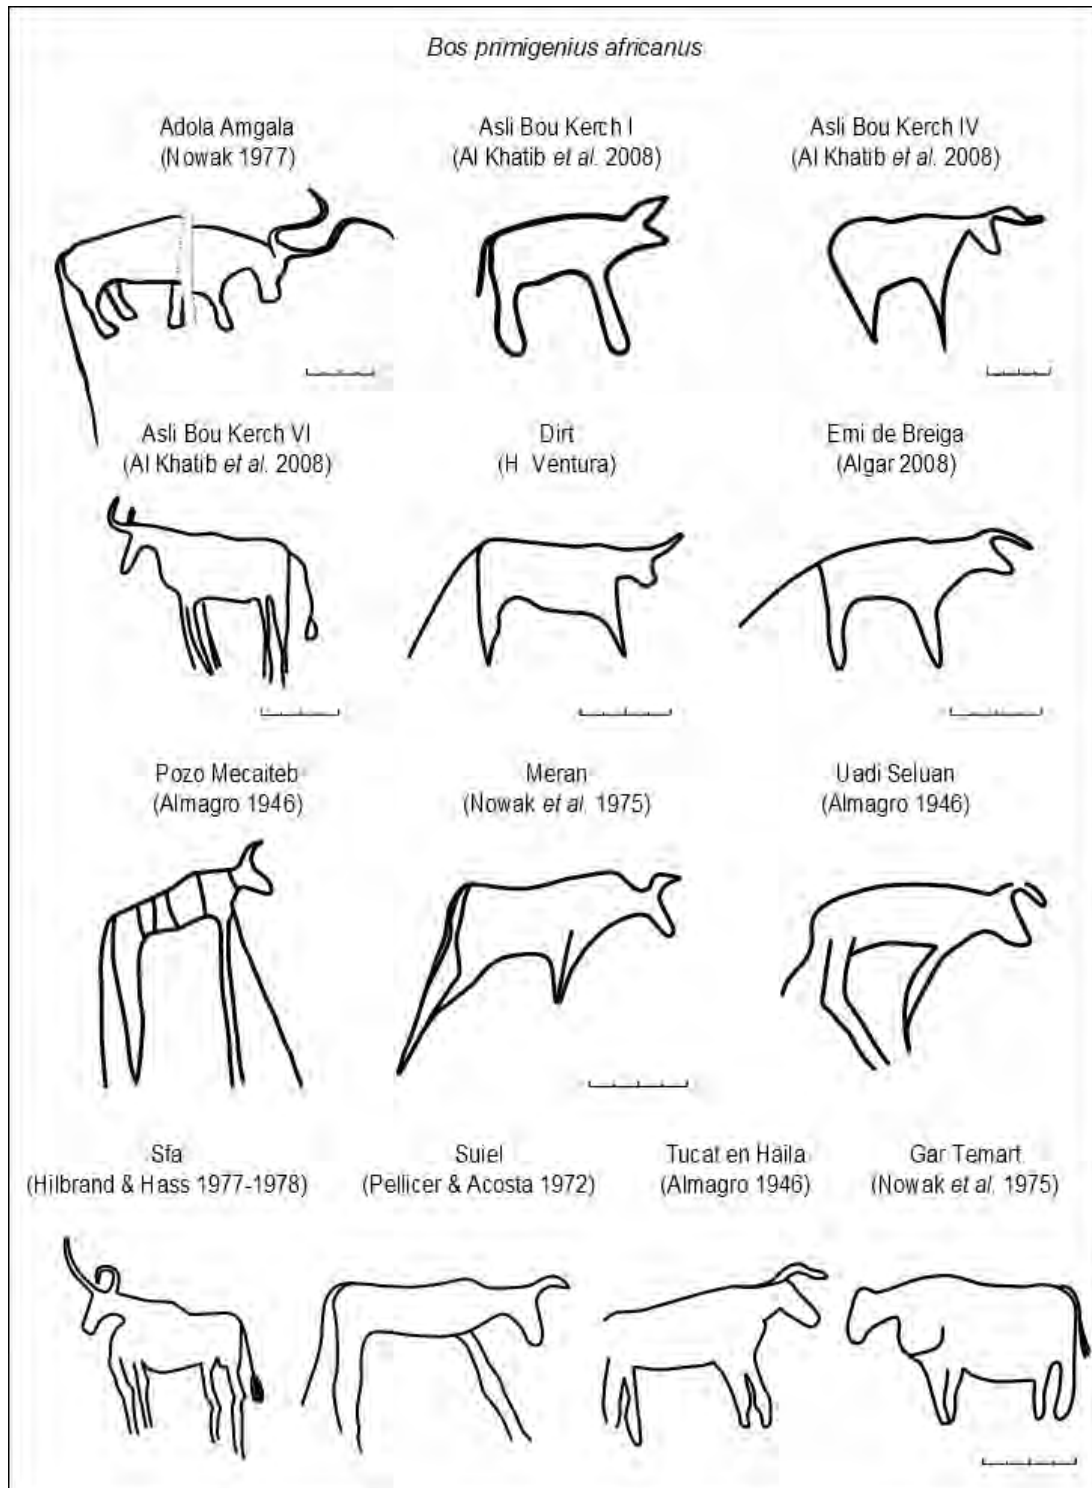 Bos primigenius africanus
Adola Amgala
(Nowak 1977)
Asli Bou Kerch I
(Al Khatib et al. 2008)
Asli Bou Kerch IV
(Al Khatib et al. 2008)
Asli Bou Kerch VI
(Al Khatib et al. 2008)
Dirt
(H. Ventura)
Emi de Breiga
(Algar 2008)
Pozo Mecaiteb
(Almagro 1946)
Meran
(Nowak et al. 1975)
Uadi Seluan
(Almagro 1946)
Sfa
(Hilbrand & Hass 1977-1978)
Suiel
(Pellicer & Acosta 1972)
Tucat en Haila
(Almagro 1946)
Gar Temart
(Nowak et al. 1975)